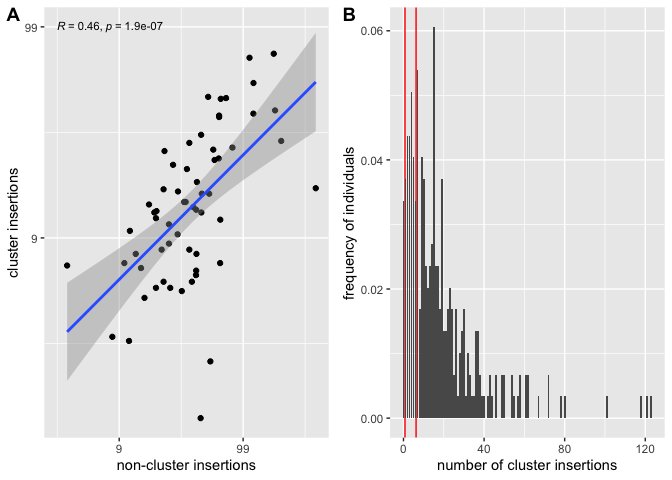 A
R = 0.46, p = 1.9e-07
99
9
cluster insertions
9
99
non-cluster insertions
B
0.06
0.04
0.02
0.00
frequency of individuals
0
40
80
120
number of cluster insertions